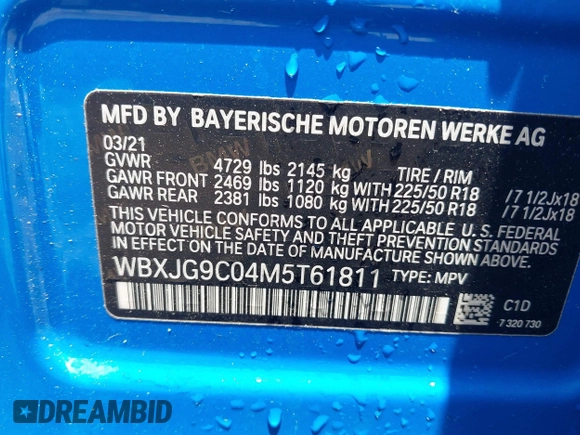 MFD BY BAYERISCHE MOTOREN WERKE AG
03/21
GVWR 4729 lbs 2145 kg TIRE / RIM
GAWR FRONT 2469 lbs 1120 kg WITH 225/50 R18 /7 1/2Jx18
GAWR REAR 2381 lbs 1080 kg WITH 225/50 R18 /7 1/2Jx18
THIS VEHICLE CONFORMS TO ALL APPLICABLE U. S. FEDERAL
MOTOR VEHICLE SAFETY AND THEFT PREVENTION STANDARDS
IN EFFECT ON THE DATE OF MANUFACTURE SHOWN ABOVE.
WBXJG9C04M5T61811 TYPE: MPV
C1D
7 320 730
DREAMBID